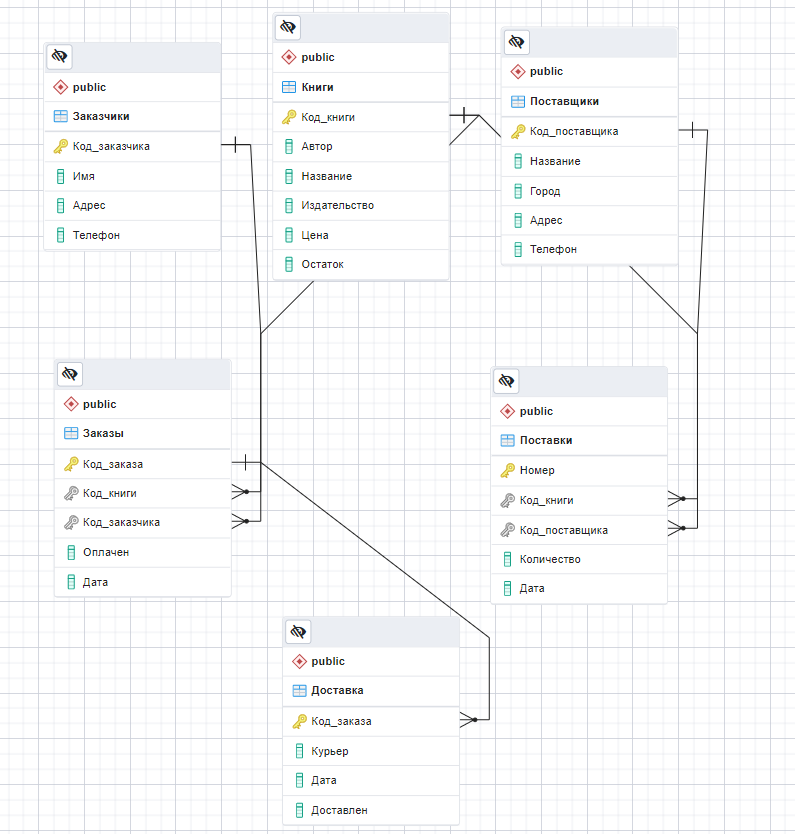 public
Заказчики
Код_заказчика
Имя
Адрес
Телефон
public
Книги
Код_книги
Автор
Название
Издательство
Цена
Остаток
public
Поставщики
Код_поставщика
Название
Город
Адрес
Телефон
public
Заказы
Код_заказа
Код_книги
Код_заказчика
Оплачен
Дата
public
Поставки
Номер
Код_книги
Код_поставщика
Количество
Дата
public
Доставка
Код_заказа
Курьер
Дата
Доставлен